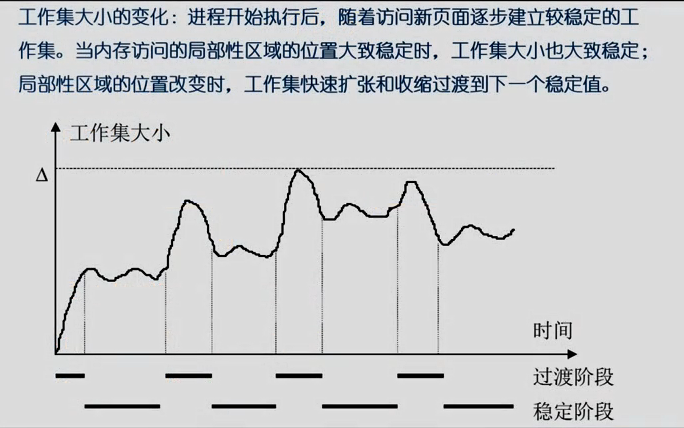 工作集大小的变化：进程开始执行后，随着访问新页面逐步建立较稳定的工
作集。当内存访问的局部性区域的位置大致稳定时，工作集大小也大致稳定；
局部性区域的位置改变时，工作集快速扩张和收缩过渡到下一个稳定值。
工作集大小
Δ
时间
过渡阶段
稳定阶段